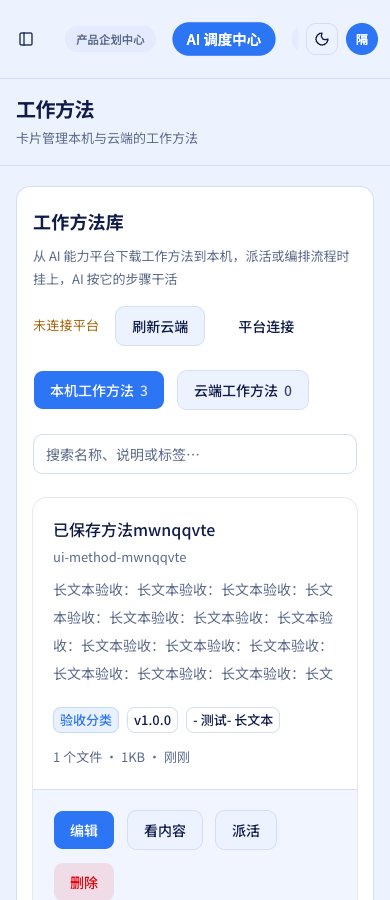 产品企划中心
AI 调度中心
隔
工作方法
卡片管理本机与云端的工作方法
工作方法库
从 AI 能力平台下载工作方法到本机，派活或编排流程时
挂上，AI 按它的步骤干活
未连接平台
刷新云端
平台连接
本机工作方法 3
云端工作方法 0
搜索名称、说明或标签…
已保存方法mwnqqvte
ui-method-mwnqqvte
长文本验收：长文本验收：长文本验收：长文
本验收：长文本验收：长文本验收：长文本验
收：长文本验收：长文本验收：长文本验收：
长文本验收：长文本验收：长文本验收：长文
验收分类
v1.0.0
- 测试- 长文本
1 个文件 · 1KB · 刚刚
编辑
看内容
派活
删除